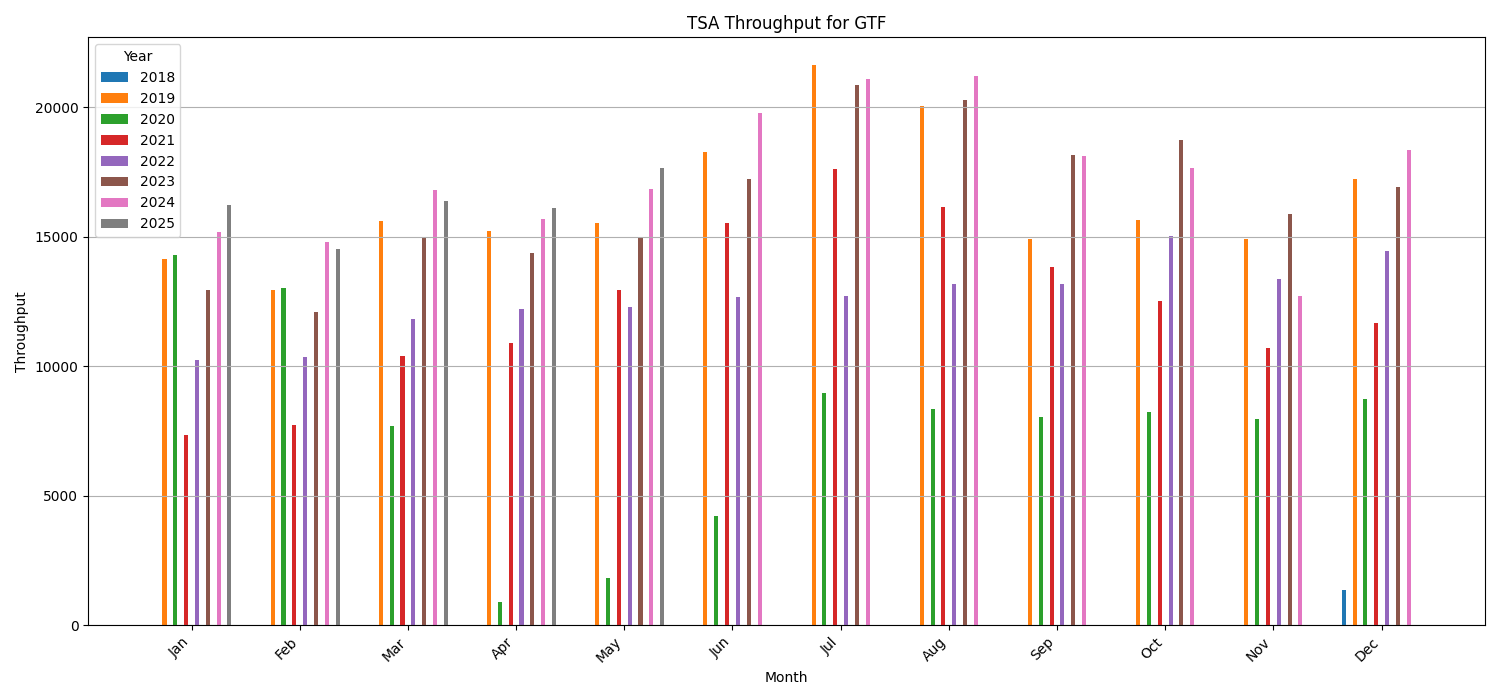 TSA Throughput for GTF
Year
2018
2019
2020
2021
2022
2023
2024
2025
Throughput
20000
15000
10000
5000
0
Jan
Feb
Mar
Apr
May
Jun
Jul
Aug
Sep
Oct
Nov
Dec
Month